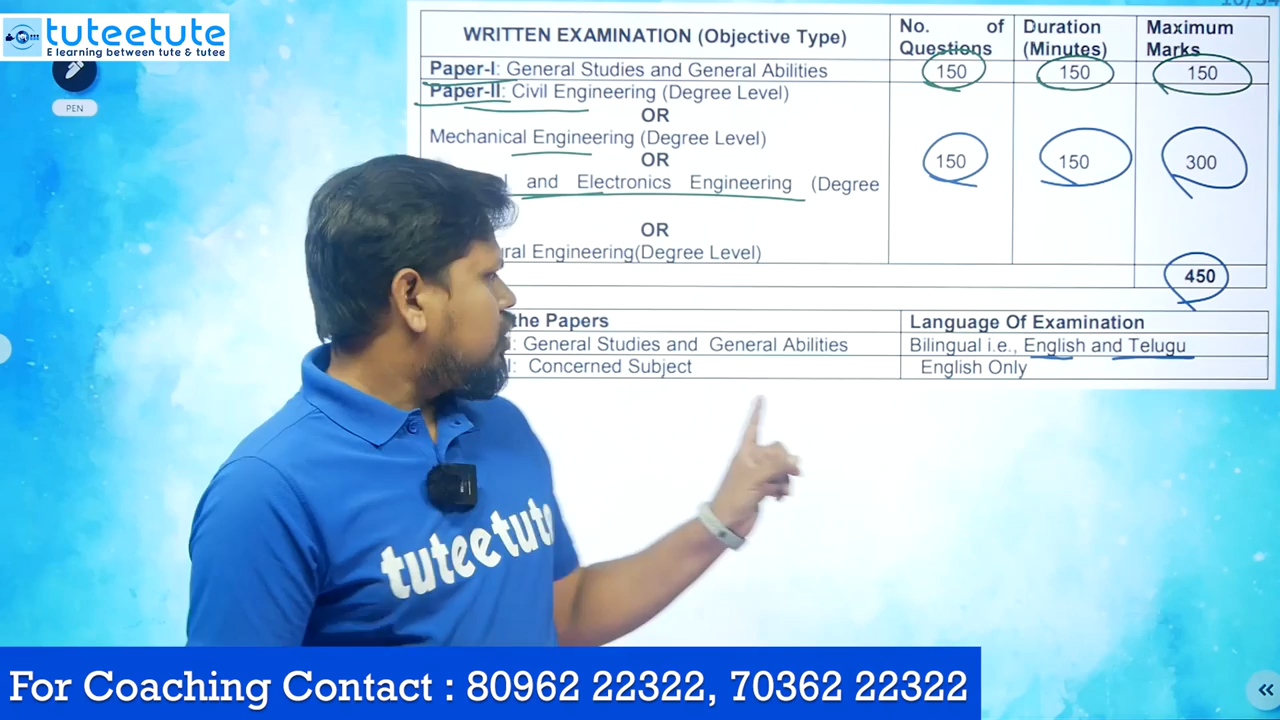 tuteetute
E learning between tute & tutee
PEN
WRITTEN EXAMINATION (Objective Type)
No. of Questions
Duration (Minutes)
Maximum Marks
Paper-I: General Studies and General Abilities
150
150
150
Paper-II: Civil Engineering (Degree Level)
OR
Mechanical Engineering (Degree Level)
OR
and Electronics Engineering (Degree
OR
Engineering(Degree Level)
150
150
300
450
the Papers
Language Of Examination
: General Studies and General Abilities
Bilingual i.e., English and Telugu
: Concerned Subject
English Only
tuteetute
For Coaching Contact : 80962 22322, 70362 22322